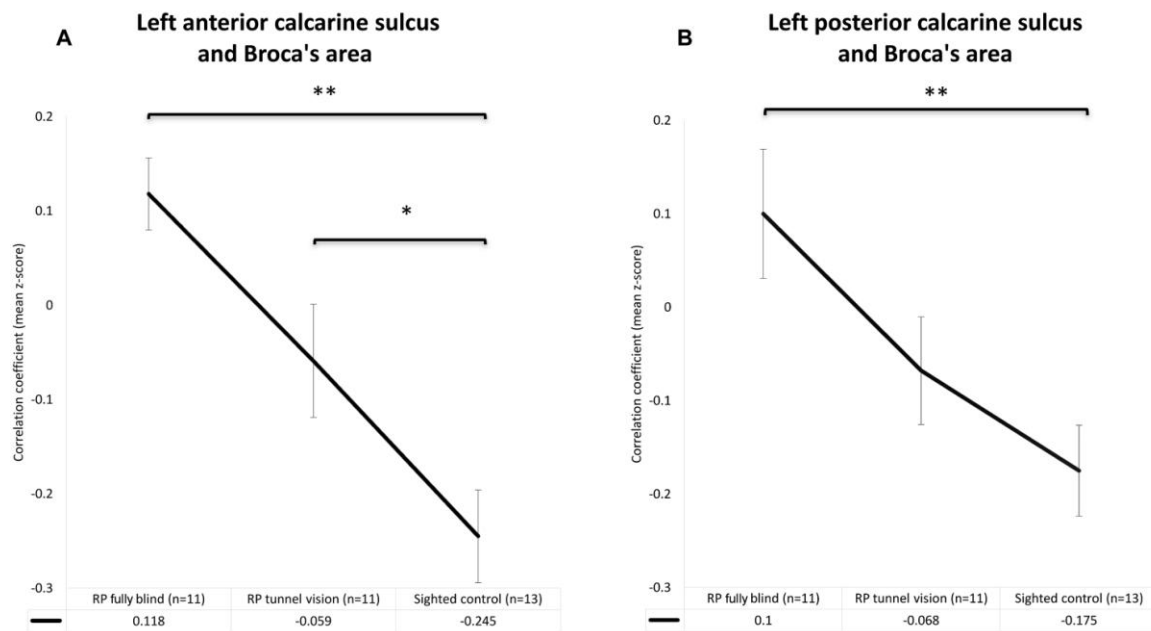 A
Left anterior calcarine sulcus
and Broca's area
**
*
0.2
0.1
0
-0.1
-0.2
-0.3
Correlation coefficient (mean z-score)
RP fully blind (n=11) RP tunnel vision (n=11) Sighted control (n=13)
0.118 -0.059 -0.245
B
Left posterior calcarine sulcus
and Broca's area
**
0.2
0.1
0
-0.1
-0.2
-0.3
Correlation coefficient (mean z-score)
RP fully blind (n=11) RP tunnel vision (n=11) Sighted control (n=13)
0.1 -0.068 -0.175